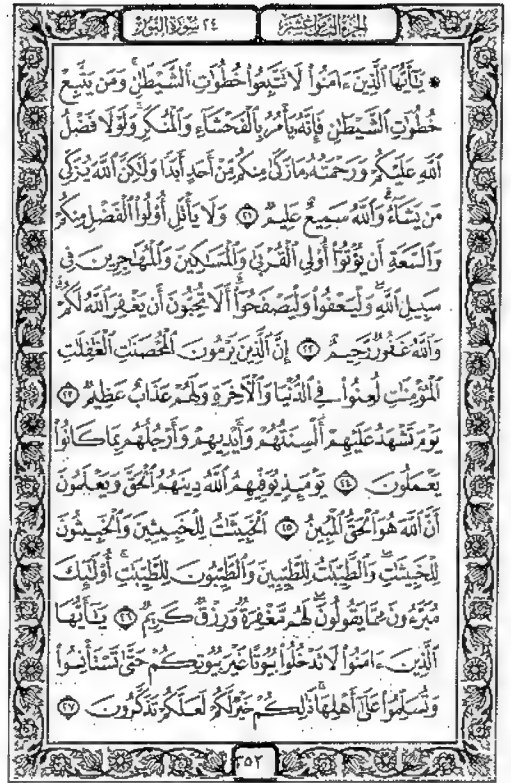 الجزء الثامن عشر
٢٤ سورة النور
* يَٰٓأَيُّهَا ٱلَّذِينَ ءَامَنُوا۟ لَا تَتَّبِعُوا۟ خُطُوَٰتِ ٱلشَّيْطَٰنِ ۚ وَمَن يَتَّبِعْ
خُطُوَٰتِ ٱلشَّيْطَٰنِ فَإِنَّهُۥ يَأْمُرُ بِٱلْفَحْشَآءِ وَٱلْمُنكَرِ ۚ وَلَوْلَا فَضْلُ
ٱللَّهِ عَلَيْكُمْ وَرَحْمَتُهُۥ مَا زَكَىٰ مِنكُم مِّنْ أَحَدٍ أَبَدًا وَلَٰكِنَّ ٱللَّهَ يُزَكِّى
مَن يَشَآءُ ۗ وَٱللَّهُ سَمِيعٌ عَلِيمٌ ٢١ وَلَا يَأْتَلِ أُو۟لُوا۟ ٱلْفَضْلِ مِنكُمْ
وَٱلسَّعَةِ أَن يُؤْتُوٓا۟ أُو۟لِى ٱلْقُرْبَىٰ وَٱلْمَسَٰكِينَ وَٱلْمُهَٰجِرِينَ فِى
سَبِيلِ ٱللَّهِ ۖ وَلْيَعْفُوا۟ وَلْيَصْفَحُوٓا۟ ۗ أَلَا تُحِبُّونَ أَن يَغْفِرَ ٱللَّهُ لَكُمْ ۗ
وَٱللَّهُ غَفُورٌ رَّحِيمٌ ٢٢ إِنَّ ٱلَّذِينَ يَرْمُونَ ٱلْمُحْصَنَٰتِ ٱلْغَٰفِلَٰتِ
ٱلْمُؤْمِنَٰتِ لُعِنُوا۟ فِى ٱلدُّنْيَا وَٱلْءَاخِرَةِ وَلَهُمْ عَذَابٌ عَظِيمٌ ٢٣
يَوْمَ تَشْهَدُ عَلَيْهِمْ أَلْسِنَتُهُمْ وَأَيْدِيهِمْ وَأَرْجُلُهُم بِمَا كَانُوا۟
يَعْمَلُونَ ٢٤ يَوْمَئِذٍ يُوَفِّيهِمُ ٱللَّهُ دِينَهُمُ ٱلْحَقَّ وَيَعْلَمُونَ
أَنَّ ٱللَّهَ هُوَ ٱلْحَقُّ ٱلْمُبِينُ ٢٥ ٱلْخَبِيثَٰتُ لِلْخَبِيثِينَ وَٱلْخَبِيثُونَ
لِلْخَبِيثَٰتِ ۖ وَٱلطَّيِّبَٰتُ لِلطَّيِّبِينَ وَٱلطَّيِّبُونَ لِلطَّيِّبَٰتِ ۚ أُو۟لَٰٓئِكَ
مُبَرَّءُونَ مِمَّا يَقُولُونَ ۖ لَهُم مَّغْفِرَةٌ وَرِزْقٌ كَرِيمٌ ٢٦ يَٰٓأَيُّهَا
ٱلَّذِينَ ءَامَنُوا۟ لَا تَدْخُلُوا۟ بُيُوتًا غَيْرَ بُيُوتِكُمْ حَتَّىٰ تَسْتَأْنِسُوا۟
وَتُسَلِّمُوا۟ عَلَىٰٓ أَهْلِهَا ۚ ذَٰلِكُمْ خَيْرٌ لَّكُمْ لَعَلَّكُمْ تَذَكَّرُونَ ٢٧
٣٥٢